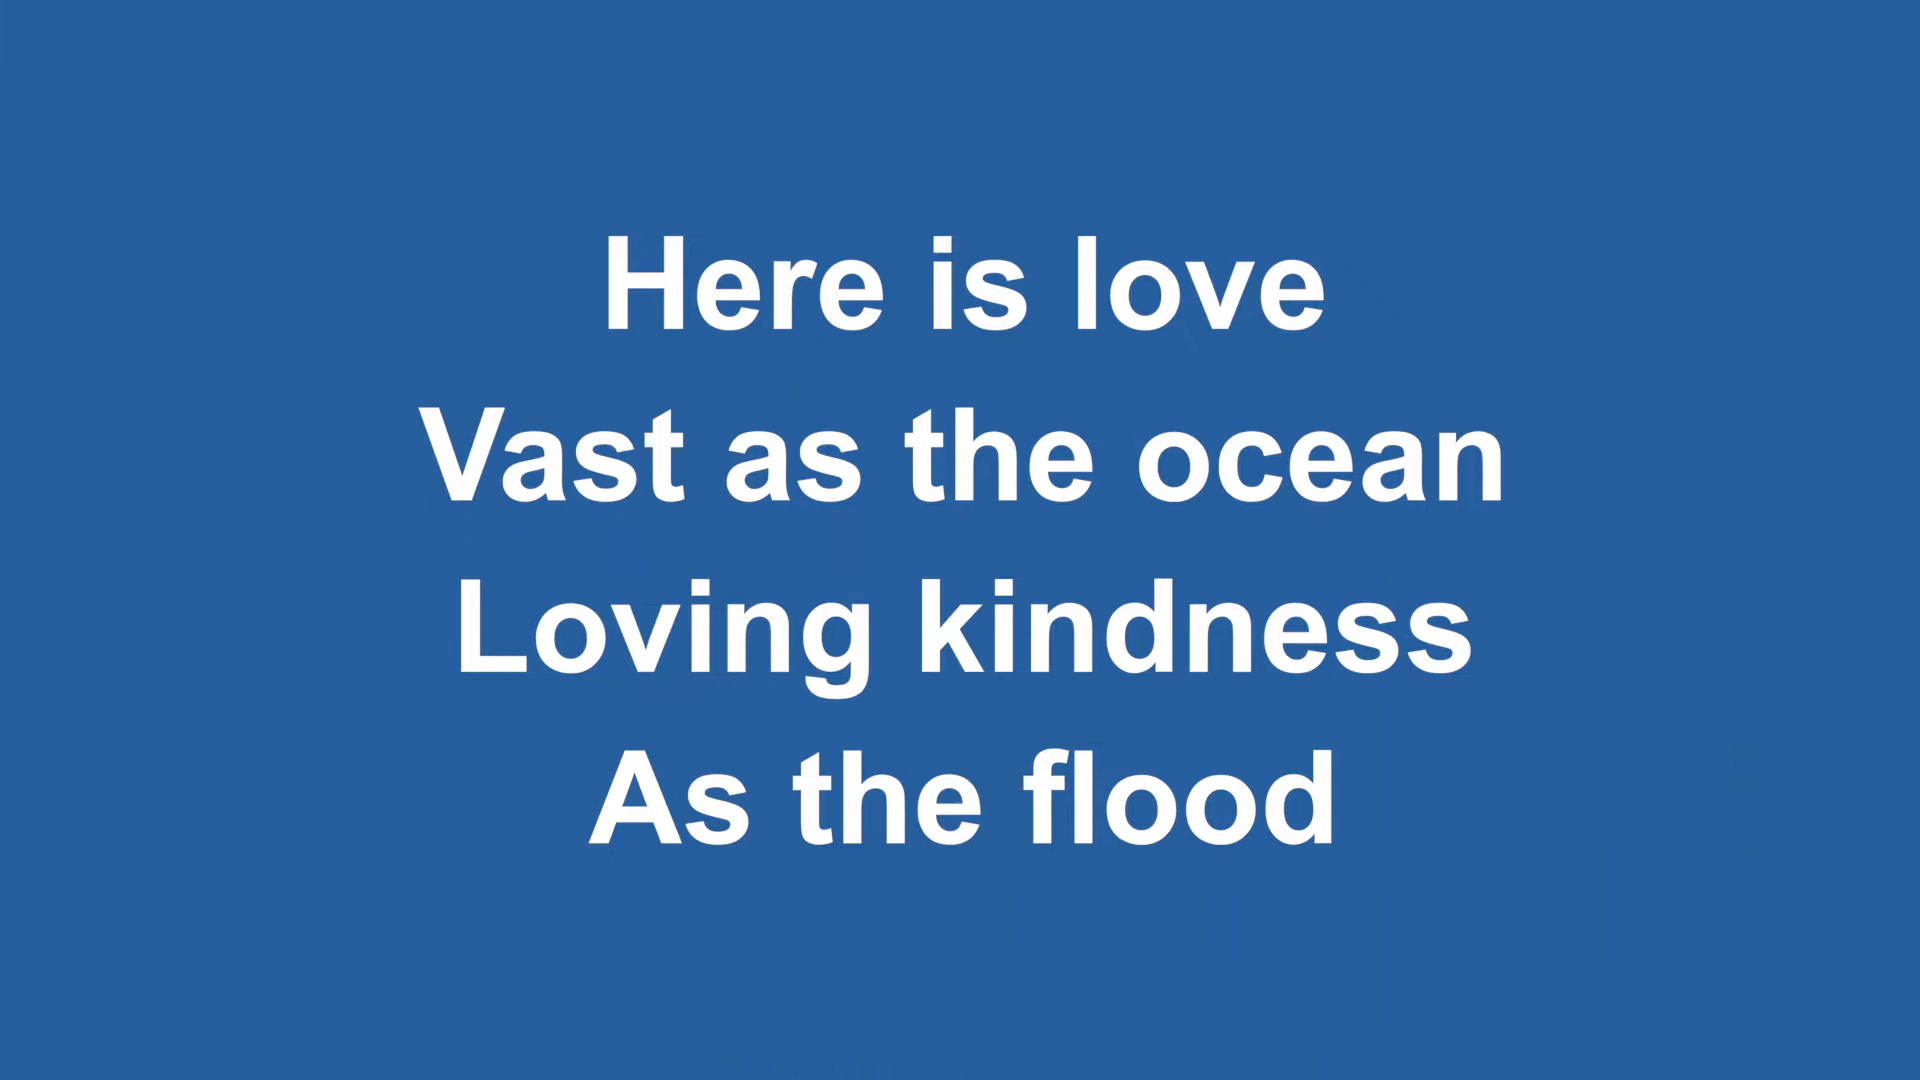 Here is love
Vast as the ocean
Loving kindness
As the flood